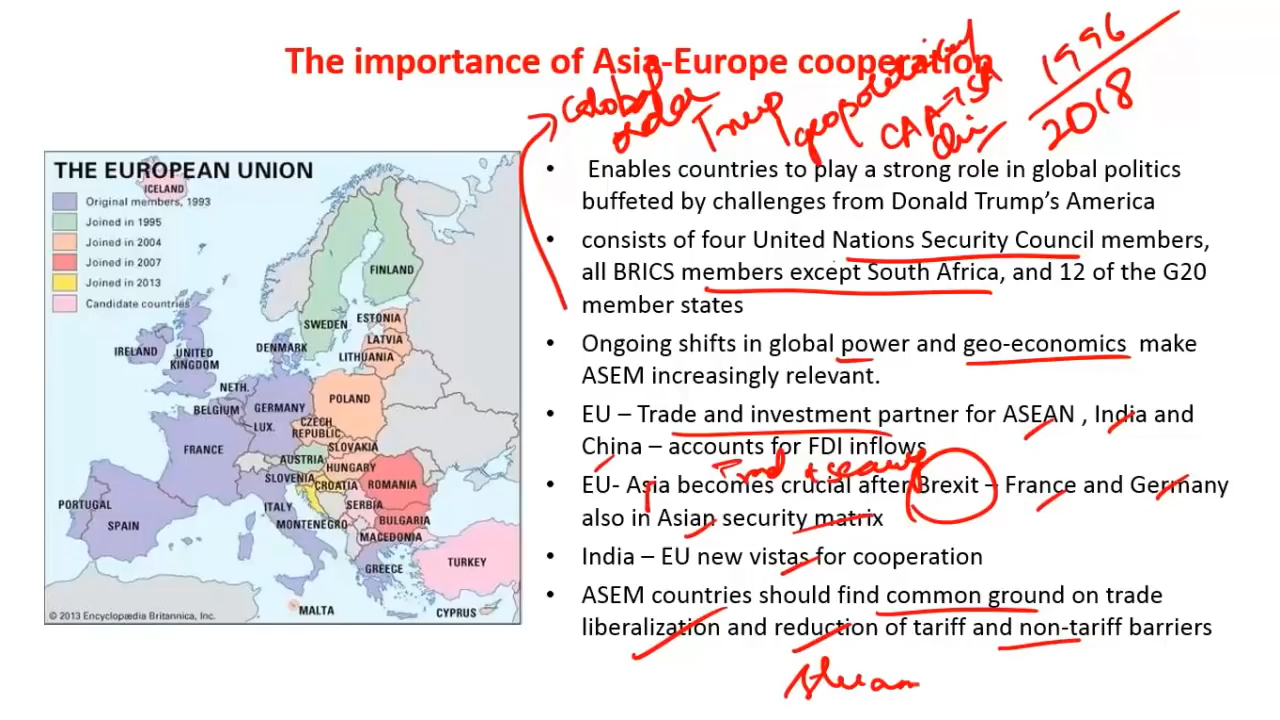 The importance of Asia-Europe cooperation
1996
2018
Global
order
Trump
THE EUROPEAN UNION
Original members, 1993
Joined in 1995
Joined in 2004
Joined in 2007
Joined in 2013
Candidate countries
ICELAND
FINLAND
SWEDEN
ESTONIA
LATVIA
LITHUANIA
DENMARK
IRELAND
UNITED
KINGDOM
NETH.
BELGIUM
LUX.
GERMANY
POLAND
CZECH
REPUBLIC
SLOVAKIA
FRANCE
AUSTRIA
HUNGARY
SLOVENIA
CROATIA
ROMANIA
ITALY
SERBIA
PORTUGAL
SPAIN
MONTENEGRO
BULGARIA
MACEDONIA
GREECE
TURKEY
MALTA
CYPRUS
© 2013 Encyclopædia Britannica, Inc.
• Enables countries to play a strong role in global politics
buffeted by challenges from Donald Trump’s America
• consists of four United Nations Security Council members,
all BRICS members except South Africa, and 12 of the G20
member states
• Ongoing shifts in global power and geo-economics make
ASEM increasingly relevant.
• EU – Trade and investment partner for ASEAN , India and
China – accounts for FDI inflows
• EU- Asia becomes crucial after Brexit – France and Germany
also in Asian security matrix
• India – EU new vistas for cooperation
• ASEM countries should find common ground on trade
liberalization and reduction of tariff and non-tariff barriers